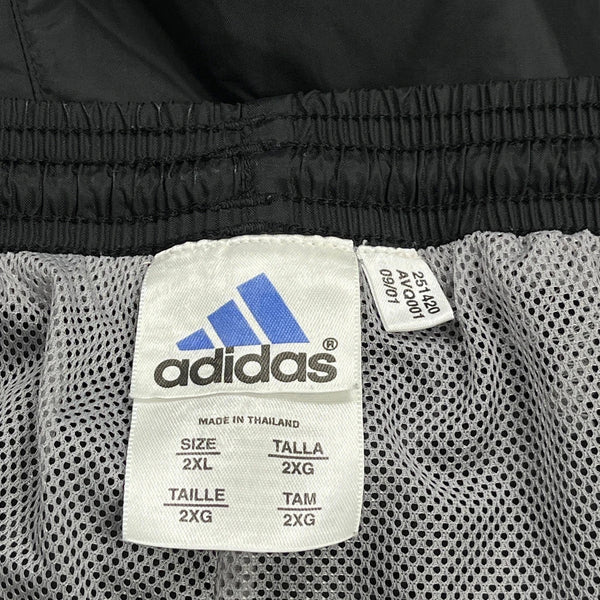 adidas®
MADE IN THAILAND
SIZE TALLA
2XL 2XG
TAILLE TAM
2XG 2XG
251420
AVQ001
09/01